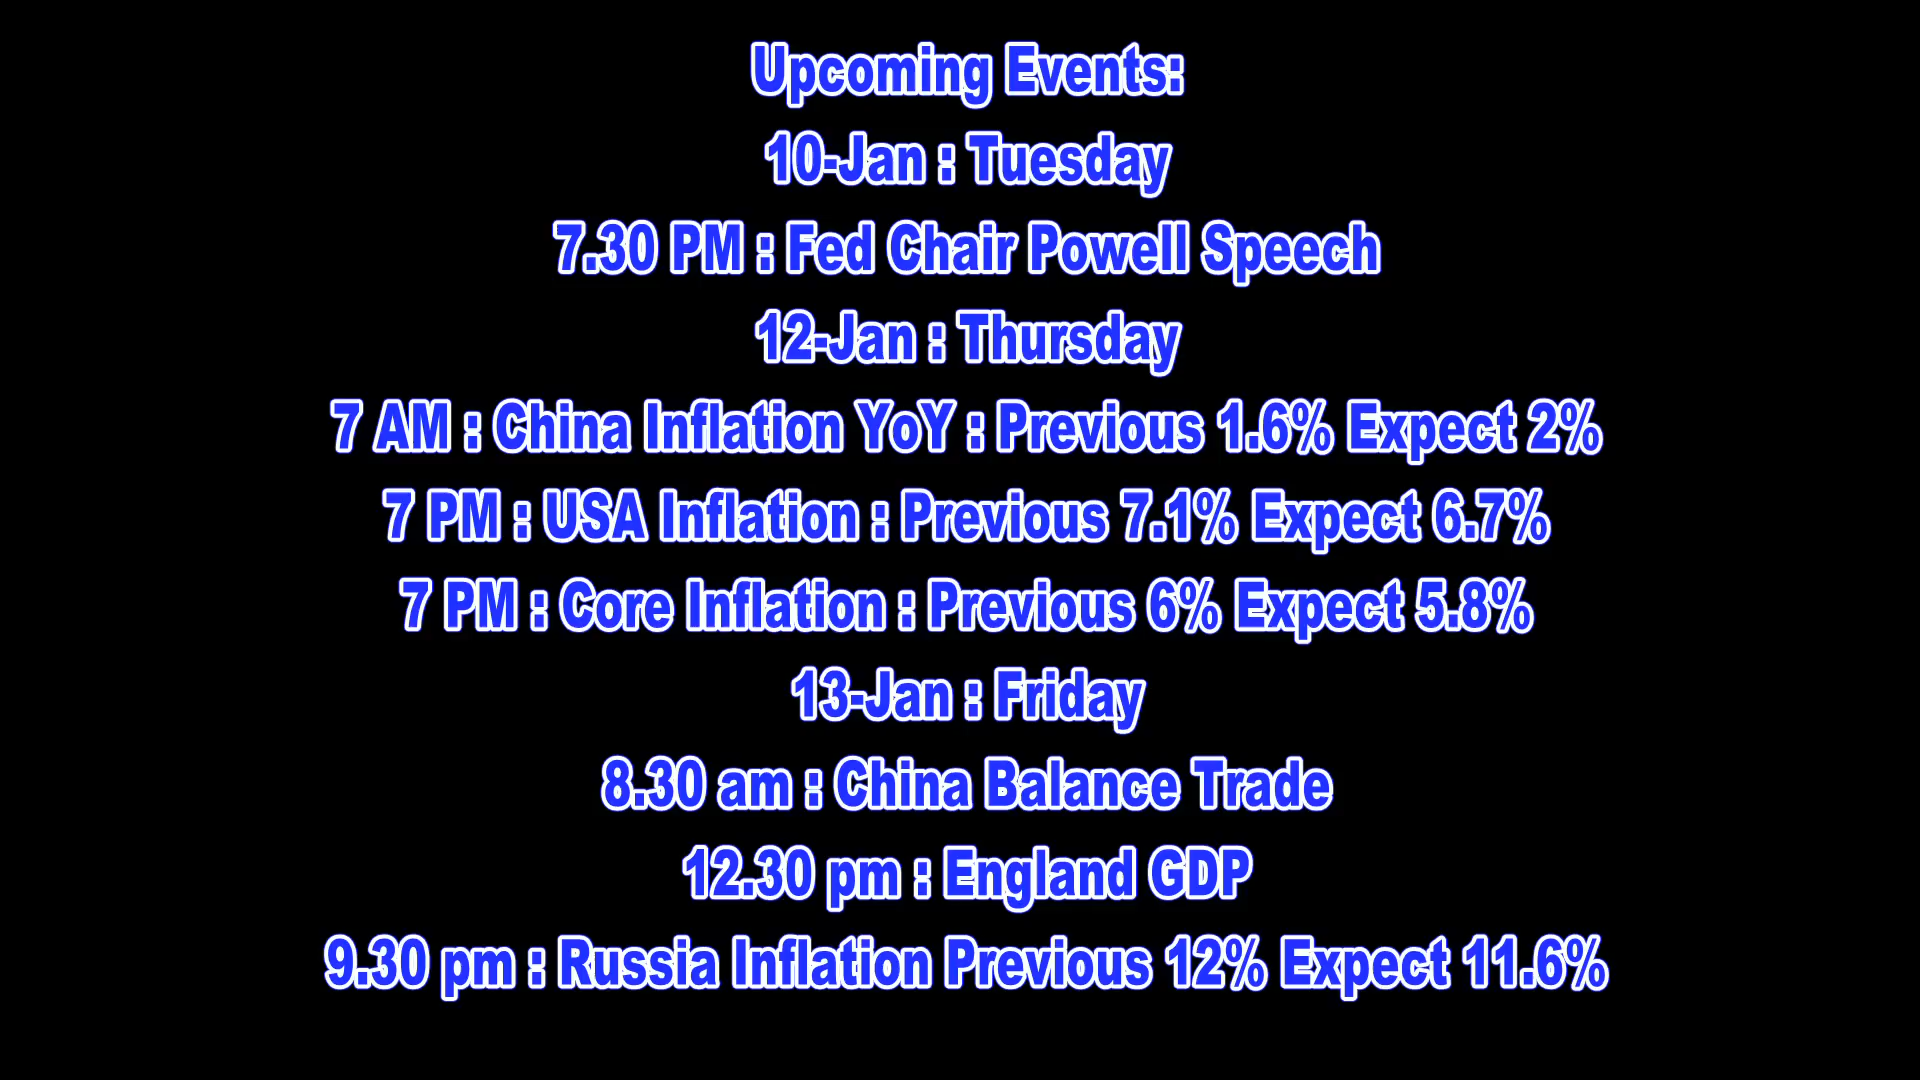 Upcoming Events:
10-Jan : Tuesday
7.30 PM : Fed Chair Powell Speech
12-Jan : Thursday
7 AM : China Inflation YoY : Previous 1.6% Expect 2%
7 PM : USA Inflation : Previous 7.1% Expect 6.7%
7 PM : Core Inflation : Previous 6% Expect 5.8%
13-Jan : Friday
8.30 am : China Balance Trade
12.30 pm : England GDP
9.30 pm : Russia Inflation Previous 12% Expect 11.6%